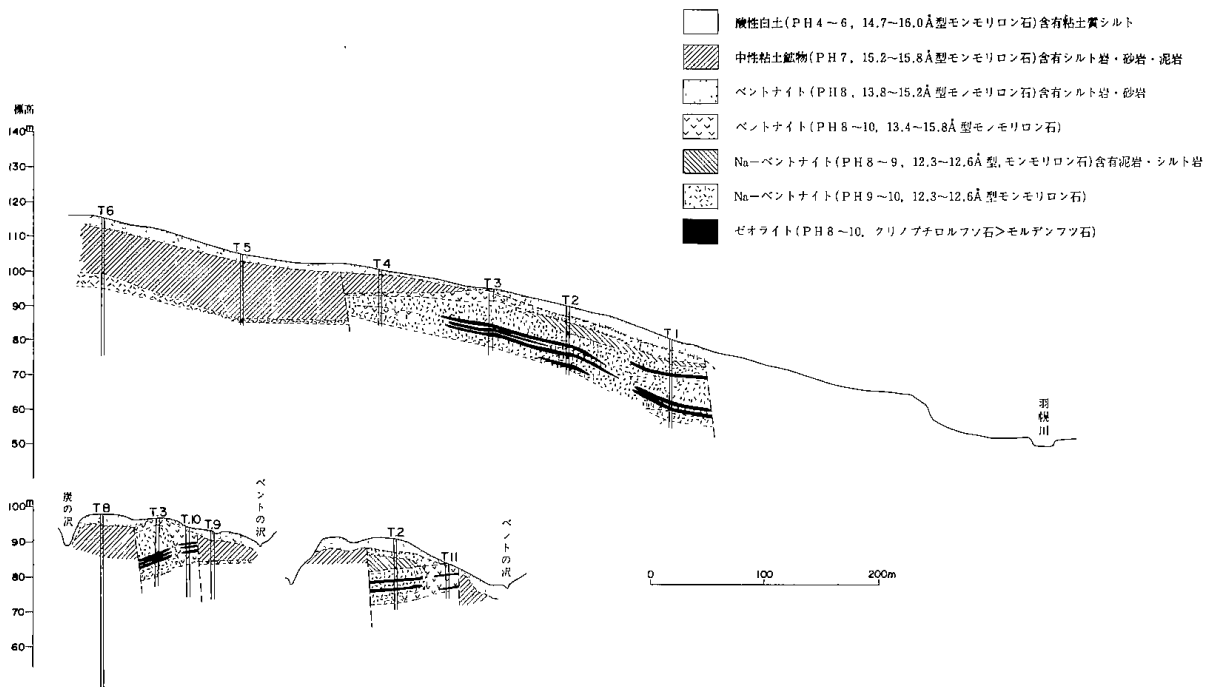 酸性白土(PH4～6, 14.7～16.0Å型モンモリロン石)含有粘土質シルト
中性粘土鉱物(PH7, 15.2～15.8Å型モンモリロン石)含有シルト岩・砂岩・泥岩
ベントナイト(PH8, 13.8～15.2Å型モンモリロン石)含有シルト岩・砂岩
ベントナイト(PH8～10, 13.4～15.8Å型モンモリロン石)
Na－ベントナイト(PH8～9, 12.3～12.6Å型,モンモリロン石)含有泥岩・シルト岩
Na－ベントナイト(PH9～10, 12.3～12.6Å型モンモリロン石)
ゼオライト(PH8～10, クリノプチロルフツ石>モルデンフツ石)
標高
140m
130
120
110
100
90
80
70
60
50
T6
T5
T4
T3
T2
T1
羽幌川
100m
90
80
70
60
炭の沢
T8
T3
T10
T9
ベントの沢
T2
T11
ベントの沢
0 100 200m